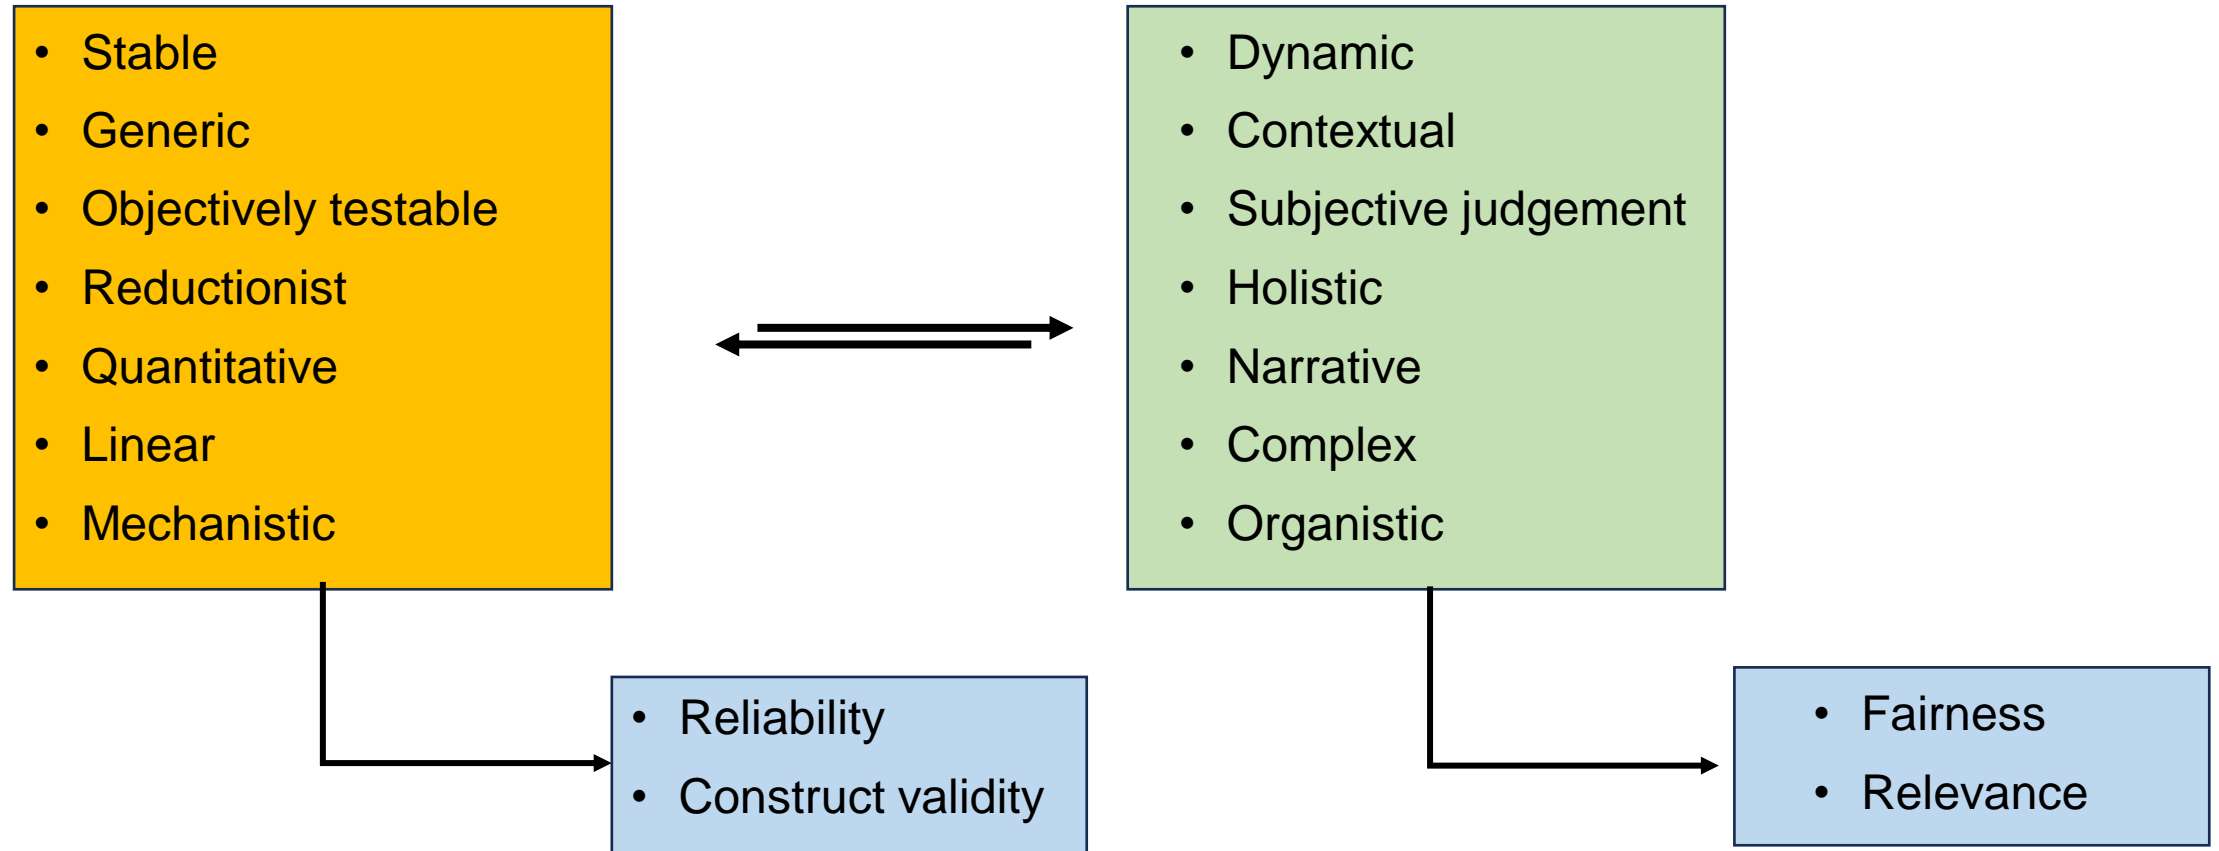 • Stable
• Generic
• Objectively testable
• Reductionist
• Quantitative
• Linear
• Mechanistic
• Dynamic
• Contextual
• Subjective judgement
• Holistic
• Narrative
• Complex
• Organistic
• Reliability
• Construct validity
• Fairness
• Relevance